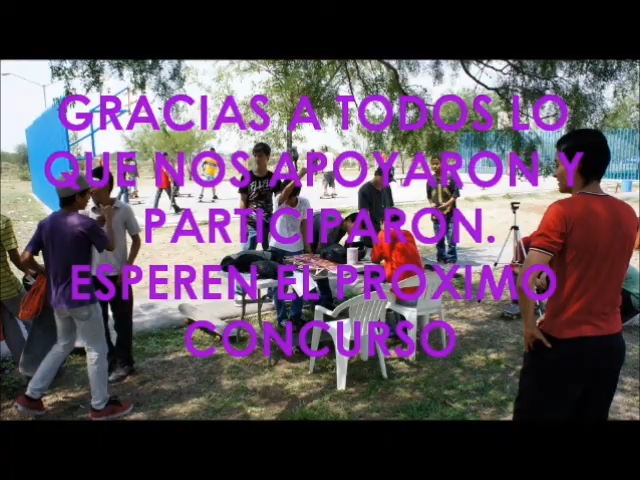 GRACIAS A TODOS LO
QUE NOS APOYARON Y
PARTICIPARON.
ESPEREN EL PROXIMO
CONCURSO